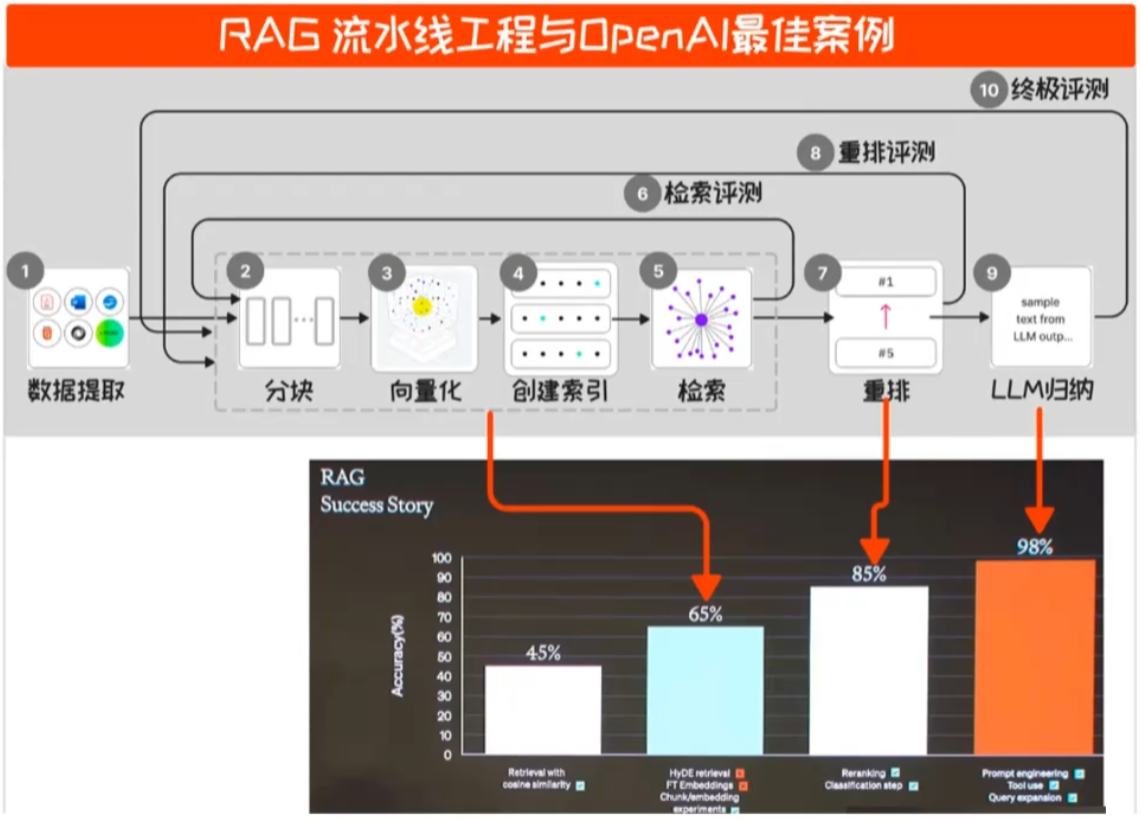 RAG 流水线工程与OpenAI最佳案例
10 终极评测
8 重排评测
6 检索评测
1
2
3
4
5
7
9
#1
#5
sample
text from
LLM outp...
数据提取
分块
向量化
创建索引
检索
重排
LLM归纳
RAG
Success Story
Accuracy(%)
100
90
80
70
60
50
40
30
20
10
0
45%
65%
85%
98%
Retrieval with
cosine similarity
HyDE retrieval
FT Embeddings
Chunk/embedding
experiments
Reranking
Classification step
Prompt engineering
Tool use
Query expansion